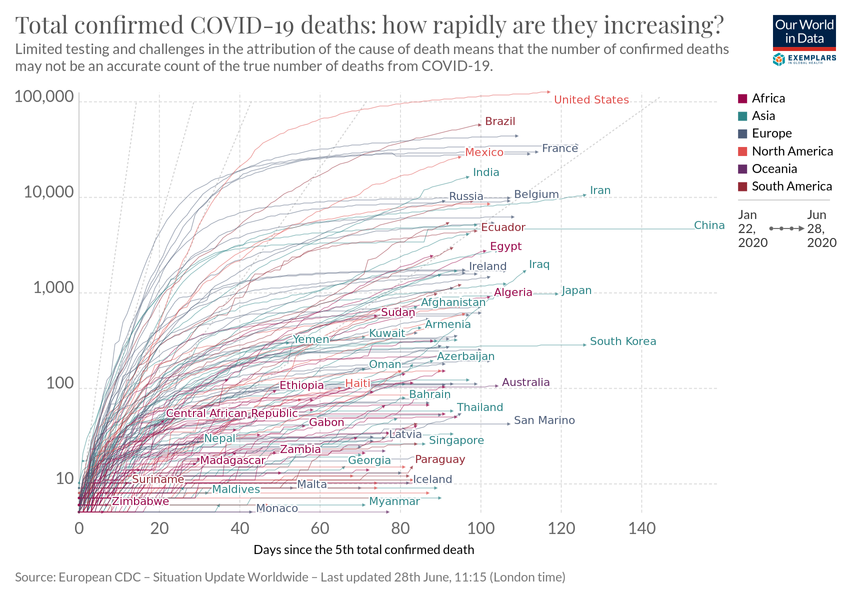 Total confirmed COVID-19 deaths: how rapidly are they increasing?
Limited testing and challenges in the attribution of the cause of death means that the number of confirmed deaths
may not be an accurate count of the true number of deaths from COVID-19.
Our World
in Data
EXEMPLARS
IN GLOBAL HEALTH
100,000
10,000
1,000
100
10
United States
Brazil
France
Mexico
India
Russia
Belgium
Iran
China
Ecuador
Egypt
Ireland
Iraq
Algeria
Japan
Afghanistan
Sudan
Armenia
Kuwait
Yemen
South Korea
Azerbaijan
Oman
Ethiopia
Haiti
Australia
Bahrain
Central African Republic
Thailand
Gabon
San Marino
Latvia
Nepal
Singapore
Zambia
Madagascar
Georgia
Paraguay
Suriname
Iceland
Malta
Maldives
Zimbabwe
Myanmar
Monaco
Africa
Asia
Europe
North America
Oceania
South America
Jan
22,
2020
Jun
28,
2020
0 20 40 60 80 100 120 140
Days since the 5th total confirmed death
Source: European CDC – Situation Update Worldwide – Last updated 28th June, 11:15 (London time)